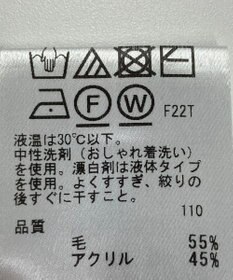 F
W
F22T
液温は30℃以下。
中性洗剤(おしゃれ着洗い)
を使用。漂白剤は液体タイプ
を使用。よくすすぎ、絞りの
後すぐに干すこと。
110
品質
毛 55%
アクリル 45%